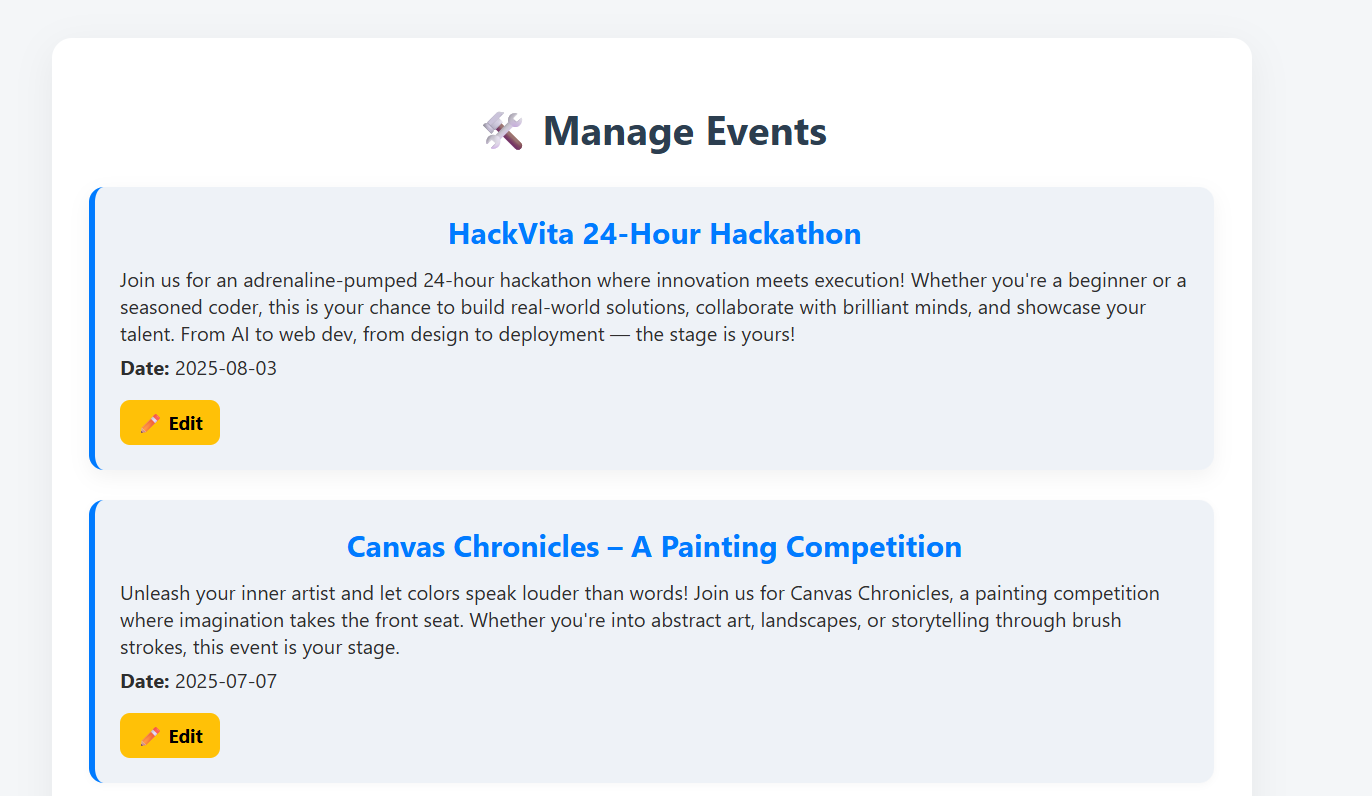 Manage Events
HackVita 24-Hour Hackathon
Join us for an adrenaline-pumped 24-hour hackathon where innovation meets execution! Whether you're a beginner or a
seasoned coder, this is your chance to build real-world solutions, collaborate with brilliant minds, and showcase your
talent. From AI to web dev, from design to deployment — the stage is yours!
Date: 2025-08-03
Edit
Canvas Chronicles – A Painting Competition
Unleash your inner artist and let colors speak louder than words! Join us for Canvas Chronicles, a painting competition
where imagination takes the front seat. Whether you're into abstract art, landscapes, or storytelling through brush
strokes, this event is your stage.
Date: 2025-07-07
Edit